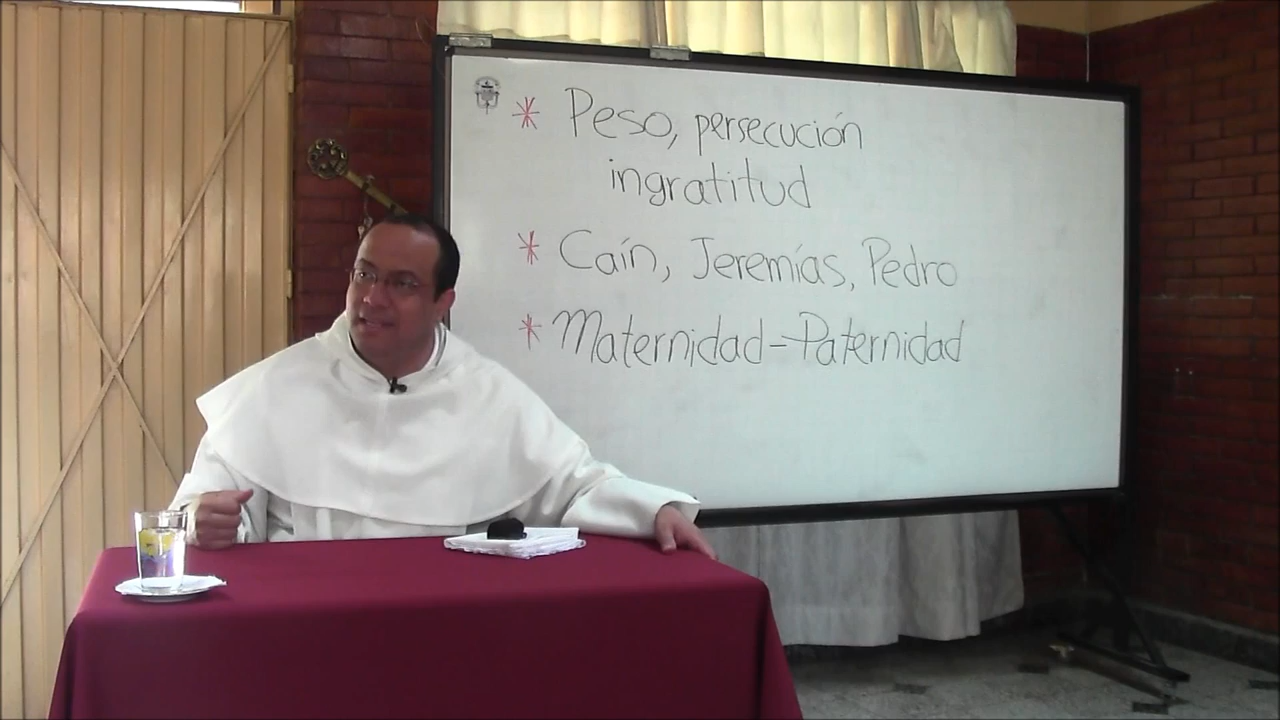 * Peso, persecución
ingratitud
* Caín, Jeremías, Pedro
* Maternidad-Paternidad